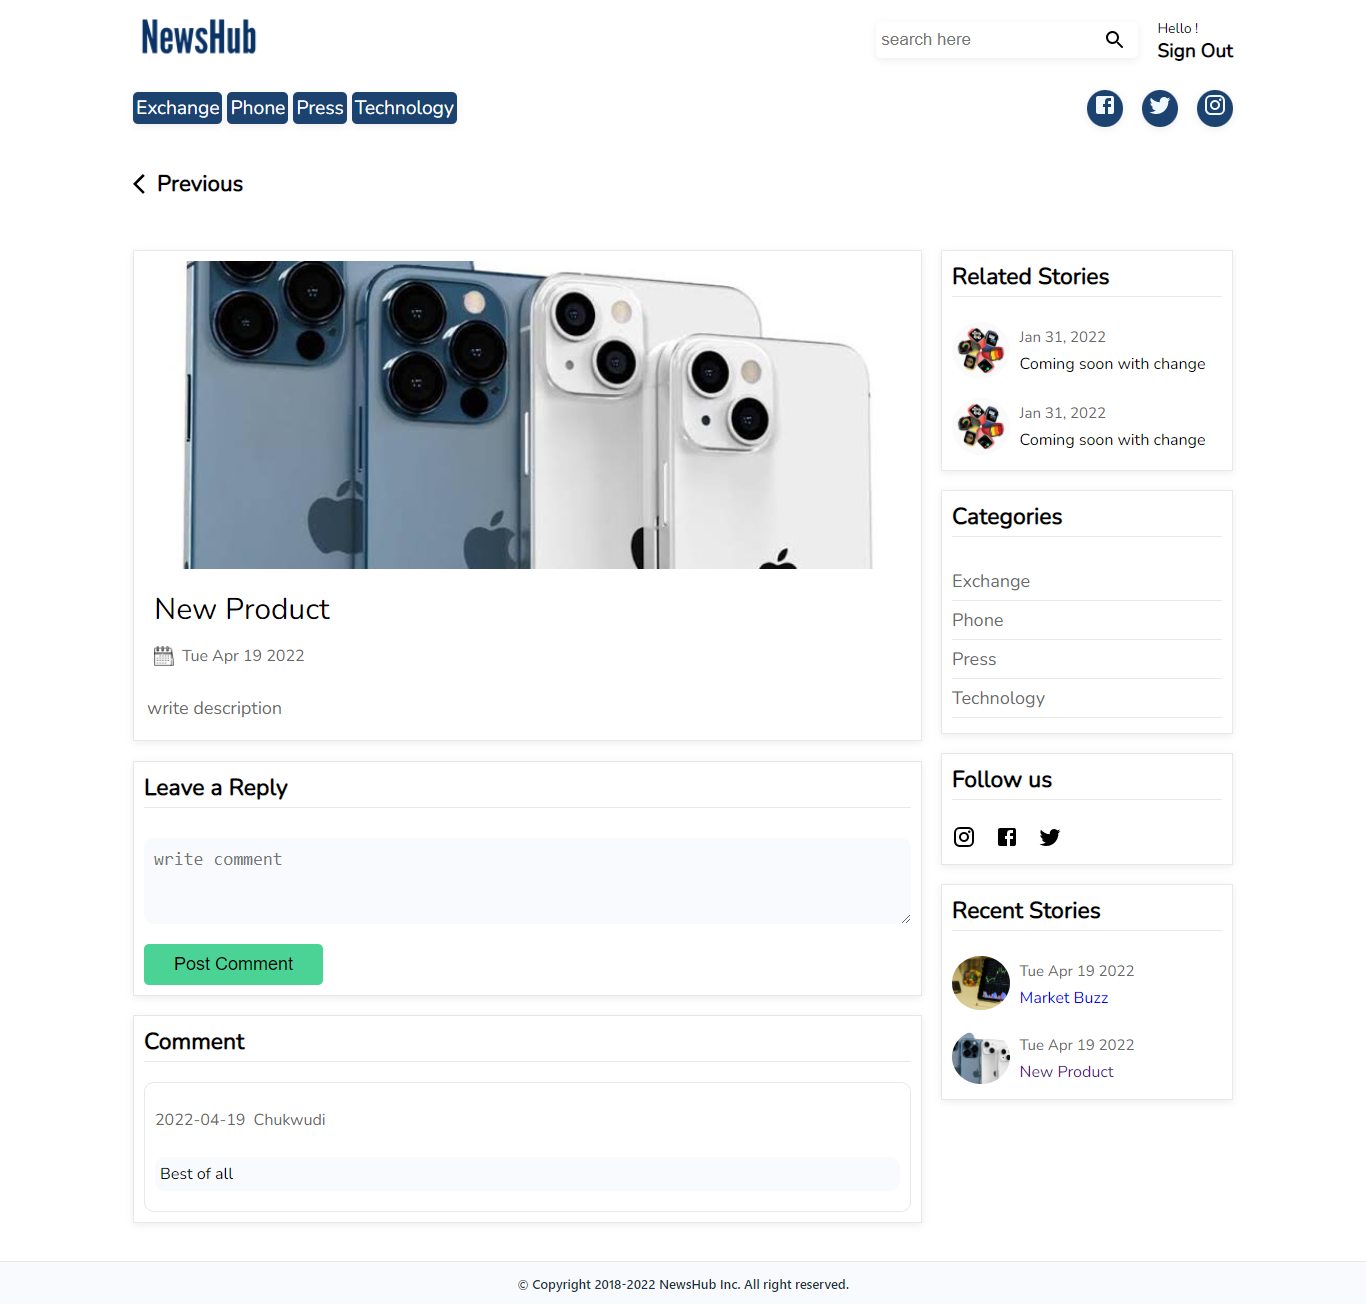 NewsHub
search here
Hello !
Sign Out
Exchange
Phone
Press
Technology
Previous
New Product
Tue Apr 19 2022
write description
Leave a Reply
write comment
Post Comment
Comment
2022-04-19 Chukwudi
Best of all
Related Stories
Jan 31, 2022
Coming soon with change
Jan 31, 2022
Coming soon with change
Categories
Exchange
Phone
Press
Technology
Follow us
Recent Stories
Tue Apr 19 2022
Market Buzz
Tue Apr 19 2022
New Product
© Copyright 2018-2022 NewsHub Inc. All right reserved.